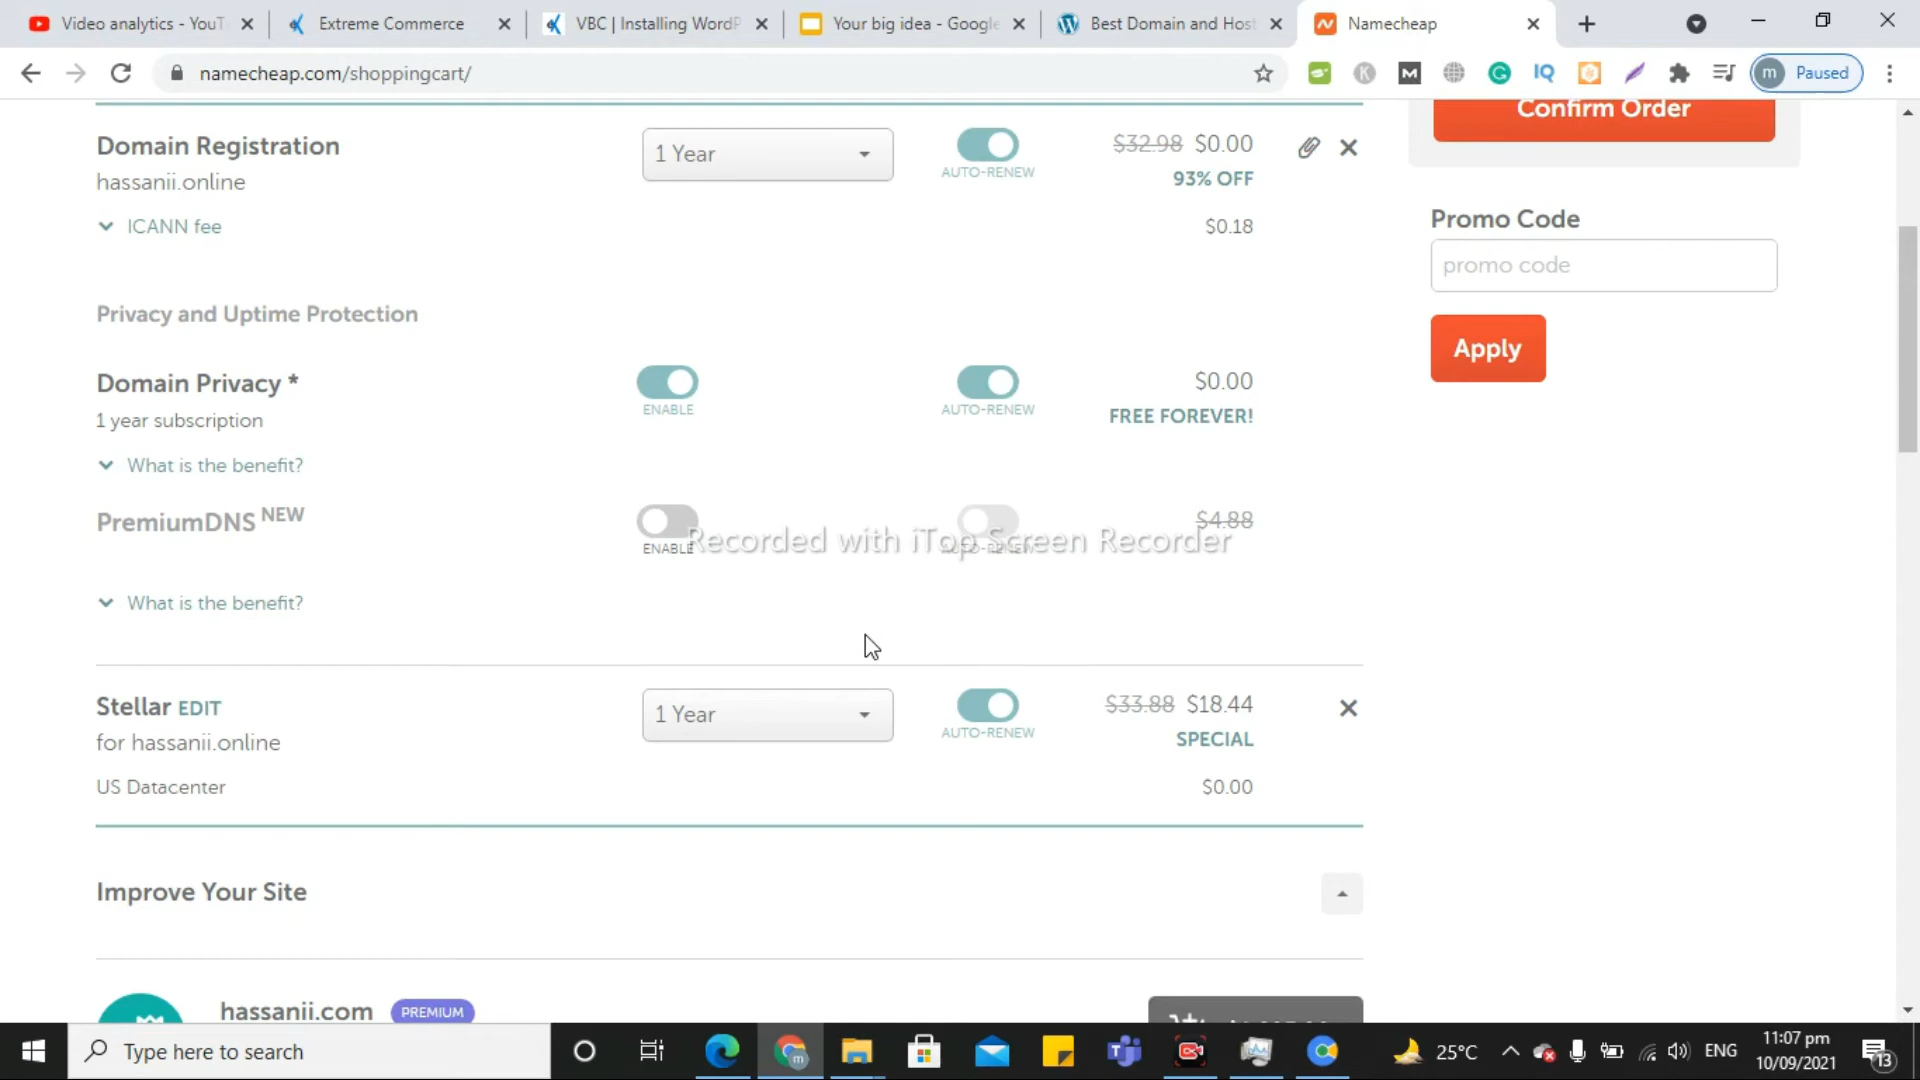 Video analytics - YouT
Extreme Commerce
VBC | Installing WordP
Your big idea - Google
Best Domain and Host
Namecheap
namecheap.com/shoppingcart/
m Paused
Confirm Order
Domain Registration
1 Year
$32.98 $0.00
hassanii.online
AUTO-RENEW
93% OFF
ICANN fee
$0.18
Promo Code
promo code
Apply
Privacy and Uptime Protection
Domain Privacy *
$0.00
1 year subscription
ENABLE
AUTO-RENEW
FREE FOREVER!
What is the benefit?
PremiumDNS NEW
$4.88
ENABLE
AUTO-RENEW
Recorded with iTop Screen Recorder
What is the benefit?
Stellar EDIT
1 Year
$33.88 $18.44
for hassanii.online
AUTO-RENEW
SPECIAL
US Datacenter
$0.00
Improve Your Site
hassanii.com PREMIUM
Type here to search
25°C
ENG
11:07 pm
10/09/2021
13